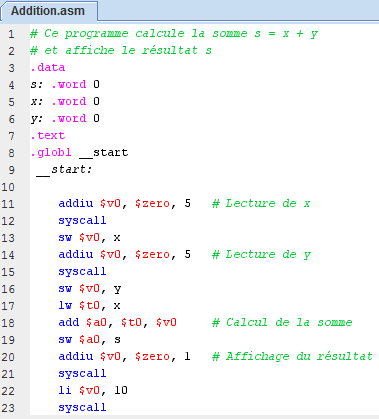 Addition.asm
1 # Ce programme calcule la somme s = x + y
2 # et affiche le résultat s
3 .data
4 s: .word 0
5 x: .word 0
6 y: .word 0
7 .text
8 .globl __start
9 __start:
10
11 addiu $v0, $zero, 5 # Lecture de x
12 syscall
13 sw $v0, x
14 addiu $v0, $zero, 5 # Lecture de y
15 syscall
16 sw $v0, y
17 lw $t0, x
18 add $a0, $t0, $v0 # Calcul de la somme
19 sw $a0, s
20 addiu $v0, $zero, 1 # Affichage du résultat
21 syscall
22 li $v0, 10
23 syscall